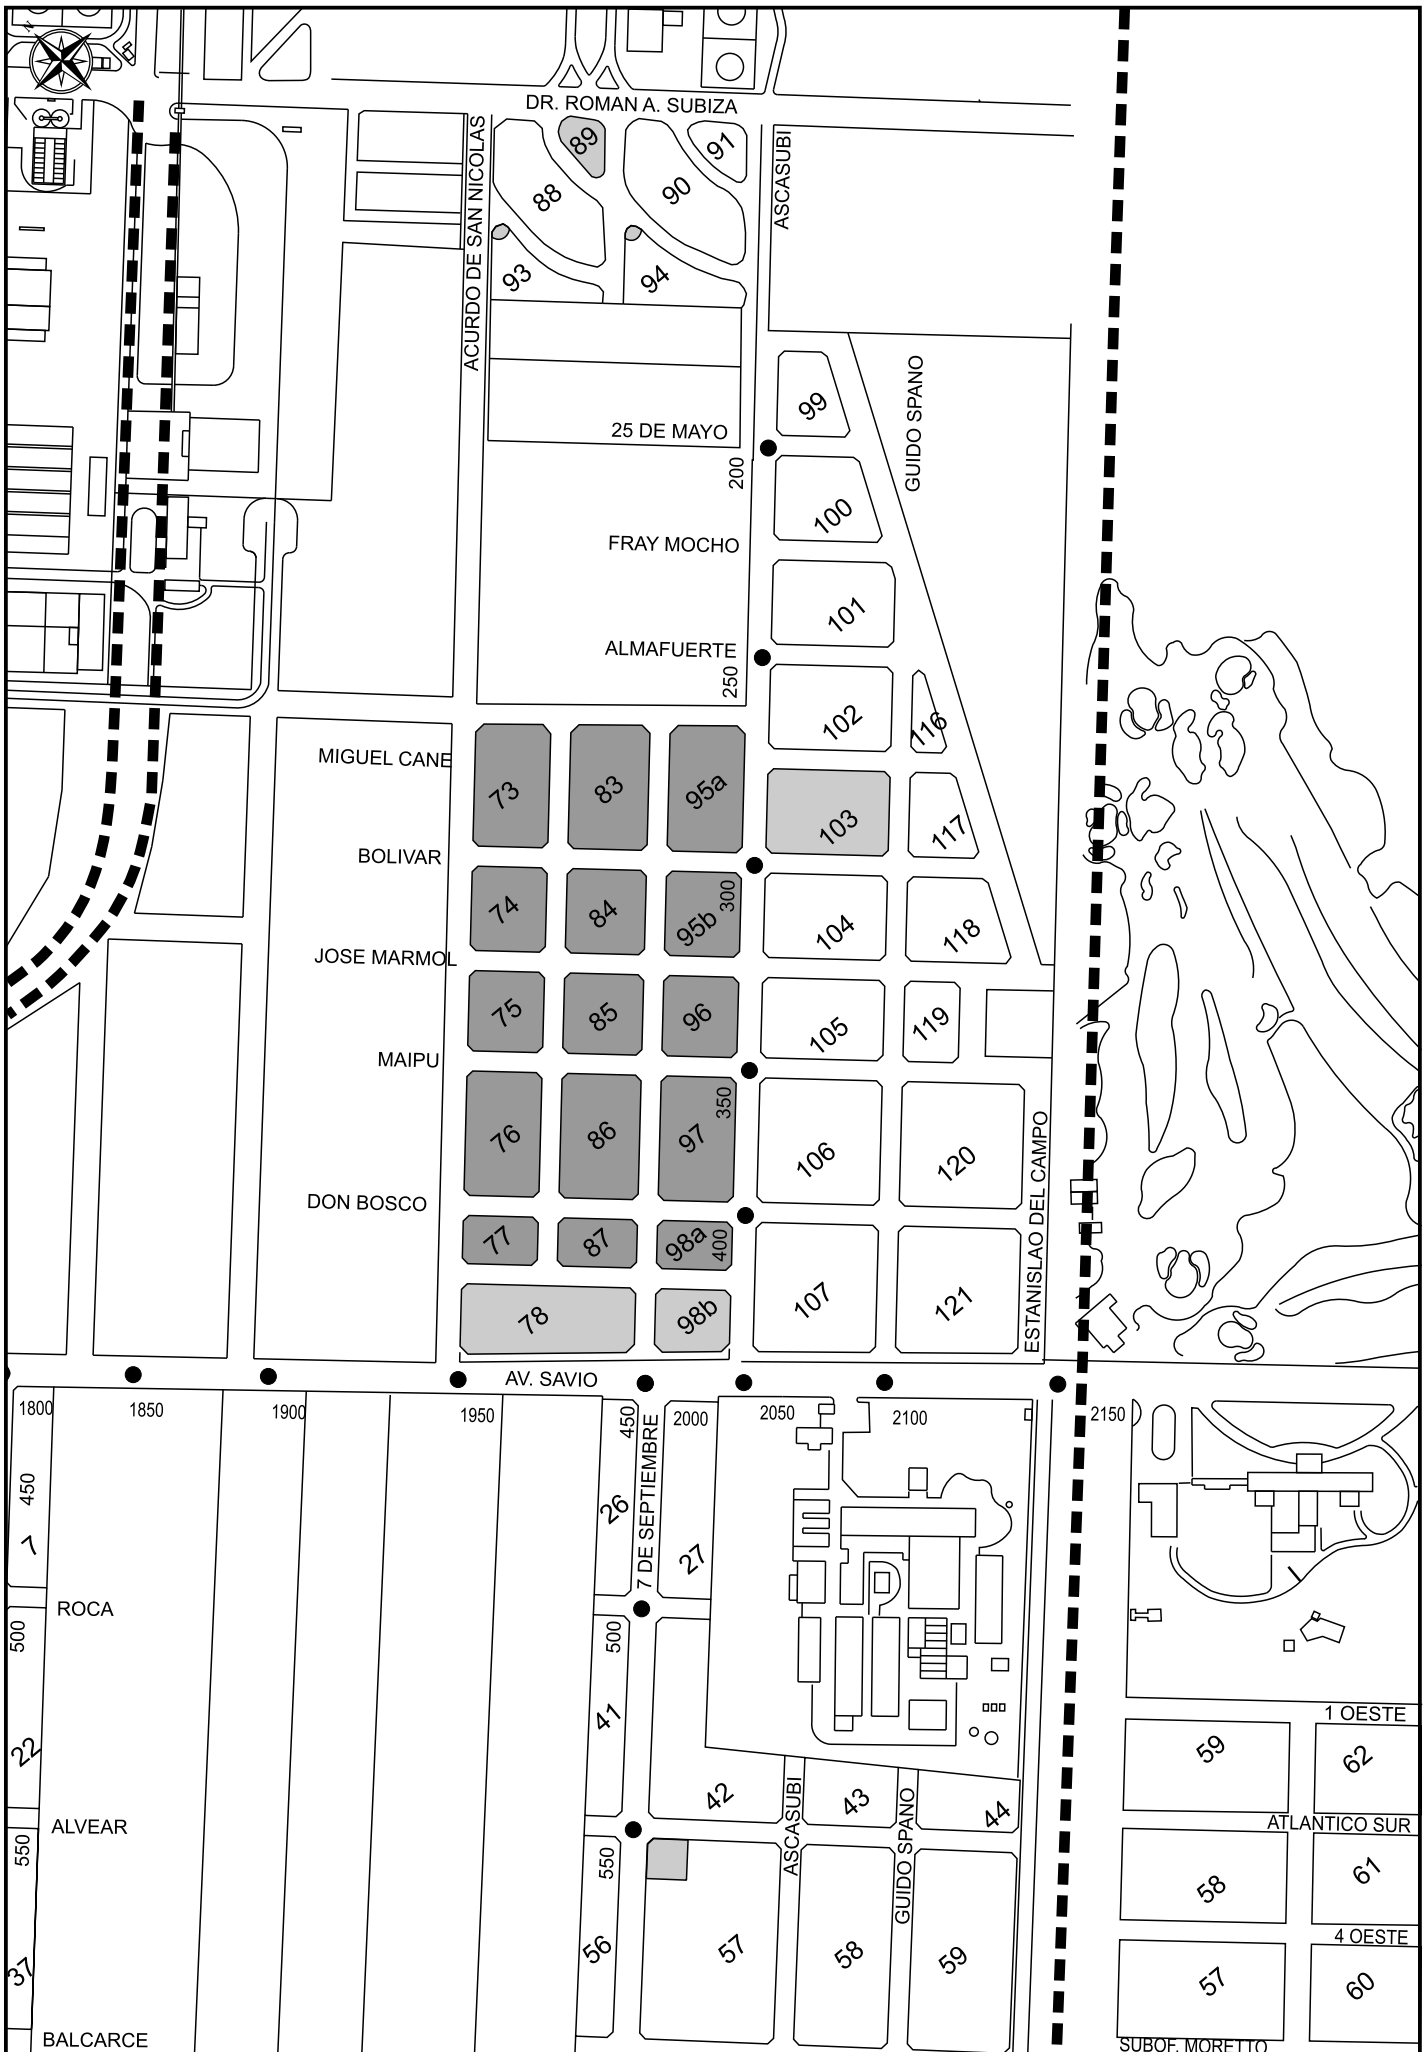 N
DR. ROMAN A. SUBIZA
89
91
88
90
ACURDO DE SAN NICOLAS
ASCASUBI
93
94
GUIDO SPANO
99
25 DE MAYO
200
100
FRAY MOCHO
101
ALMAFUERTE
250
102
116
MIGUEL CANE
73
83
95a
103
117
BOLIVAR
74
84
95b
300
104
118
JOSE MARMOL
75
85
96
105
119
MAIPU
76
86
97
350
106
120
DON BOSCO
77
87
98a
400
107
121
ESTANISLAO DEL CAMPO
78
98b
AV. SAVIO
1800
1850
1900
1950
450
2000
2050
2100
2150
7 DE SEPTIEMBRE
450
26
7
27
ROCA
500
500
41
1 OESTE
22
59
62
42
43
44
ASCASUBI
GUIDO SPANO
ALVEAR
ATLANTICO SUR
550
550
58
61
56
57
58
59
4 OESTE
37
57
60
BALCARCE
SUBOF. MORETTO